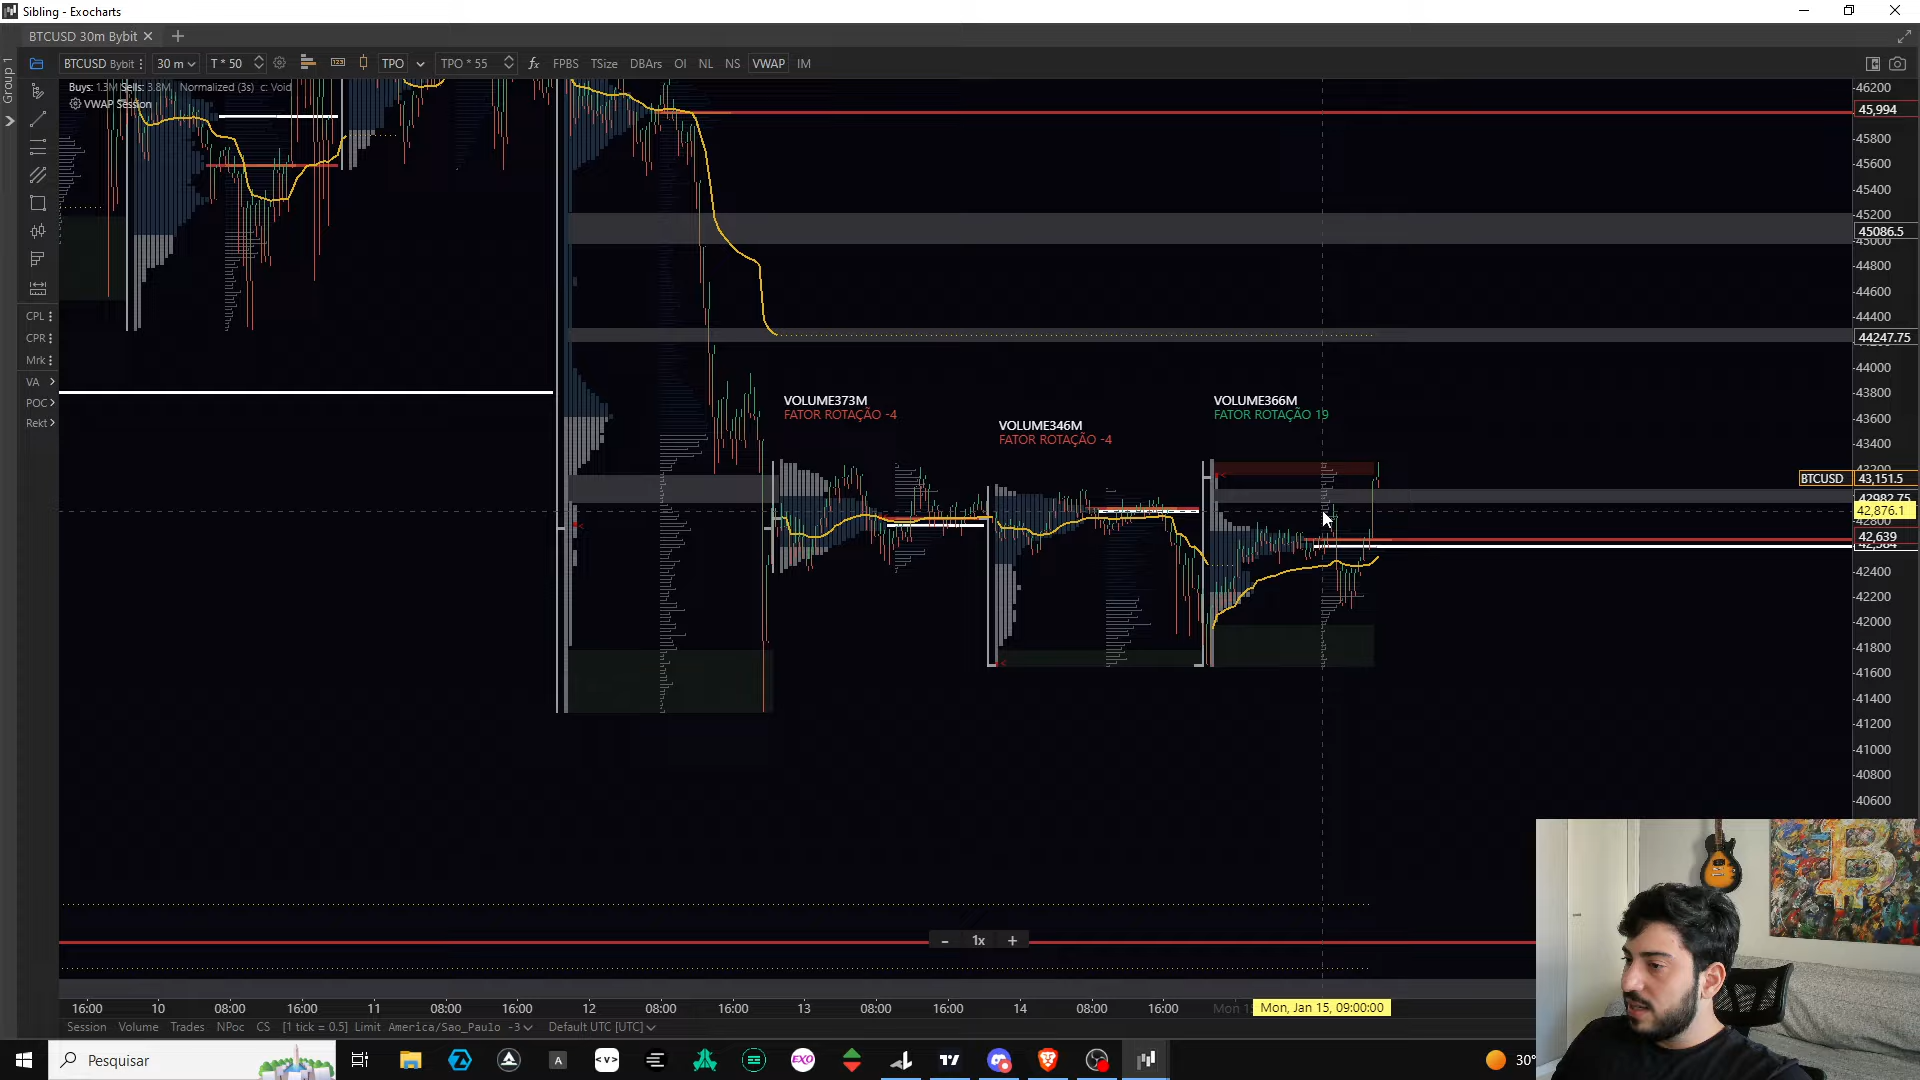 Sibling - Exocharts
BTCUSD 30m Bybit
Group 1
BTCUSD Bybit
30 m
T * 50
TPO
TPO * 55
fx
FPBS
TSize
DBArs
OI
NL
NS
VWAP
IM
Buys: 1.3M Sells: 3.8M Normalized (3s) c: Void
VWAP Session
CPL
CPR
Mrk
VA
POC
Rekt
VOLUME373M
FATOR ROTAÇÃO -4
VOLUME346M
FATOR ROTAÇÃO -4
VOLUME366M
FATOR ROTAÇÃO 19
46200
45,994
45800
45600
45400
45200
45086.5
45000
44800
44600
44400
44247.75
44000
43800
43600
43400
43200
BTCUSD 43,151.5
42982.75
42,876.1
42800
42,639
42400
42200
42000
41800
41600
41400
41200
41000
40800
40600
- 1x +
16:00 10 08:00 16:00 11 08:00 16:00 12 08:00 16:00 13 08:00 16:00 14 08:00 16:00 Mon, Jan 15, 09:00:00
Session Volume Trades NPoc CS [1 tick = 0.5] Limit America/Sao_Paulo -3 Default UTC [UTC]
Pesquisar
A
<v>
EXO
30°